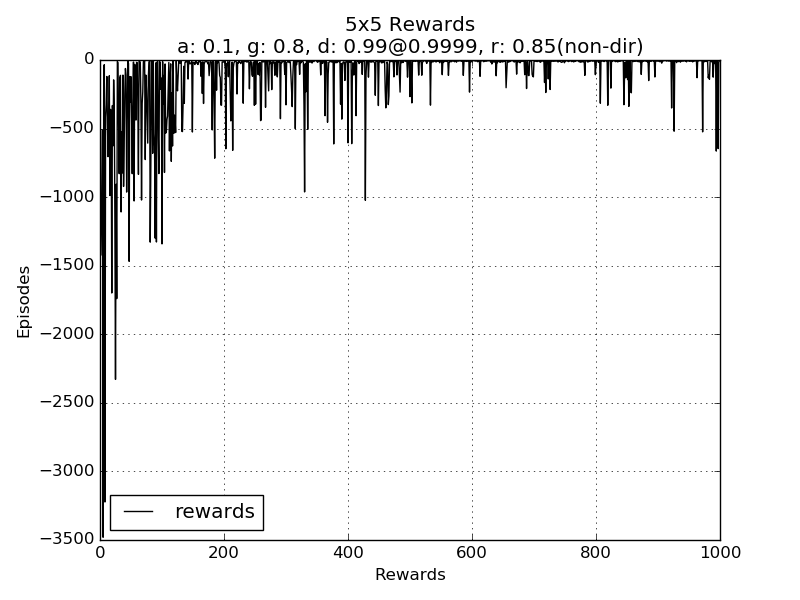 5x5 Rewards
a: 0.1, g: 0.8, d: 0.99@0.9999, r: 0.85(non-dir)
0
−500
−1000
−1500
−2000
−2500
−3000
−3500
Episodes
rewards
0 200 400 600 800 1000
Rewards